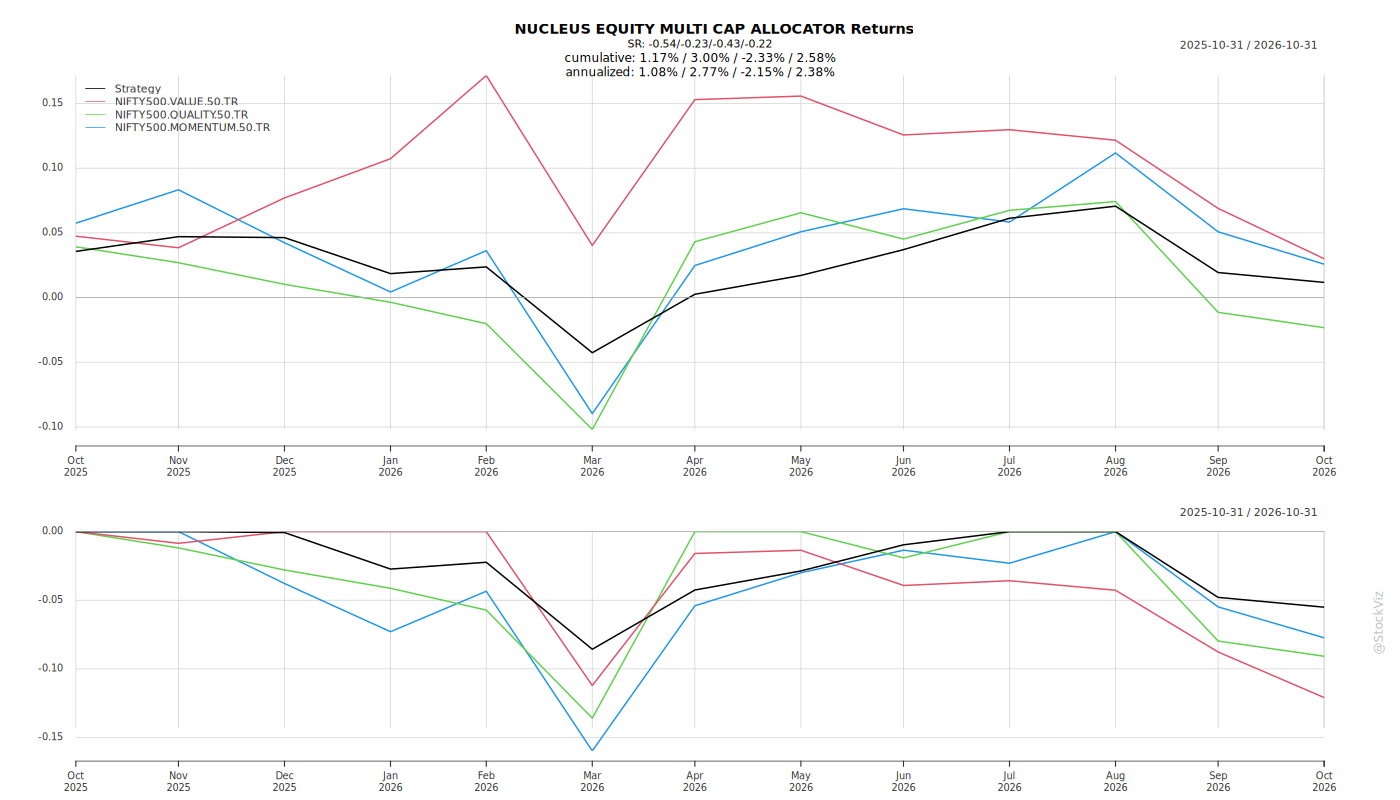 NUCLEUS EQUITY MULTI CAP ALLOCATOR Returns
SR: -0.54/-0.23/-0.43/-0.22
cumulative: 1.17% / 3.00% / -2.33% / 2.58%
annualized: 1.08% / 2.77% / -2.15% / 2.38%
2025-10-31 / 2026-10-31
Strategy
NIFTY500.VALUE.50.TR
NIFTY500.QUALITY.50.TR
NIFTY500.MOMENTUM.50.TR
0.15
0.10
0.05
0.00
-0.05
-0.10
Oct Nov Dec Jan Feb Mar Apr May Jun Jul Aug Sep Oct
2025 2025 2025 2026 2026 2026 2026 2026 2026 2026 2026 2026 2026
2025-10-31 / 2026-10-31
0.00
-0.05
-0.10
-0.15
Oct Nov Dec Jan Feb Mar Apr May Jun Jul Aug Sep Oct
2025 2025 2025 2026 2026 2026 2026 2026 2026 2026 2026 2026 2026
@StockViz